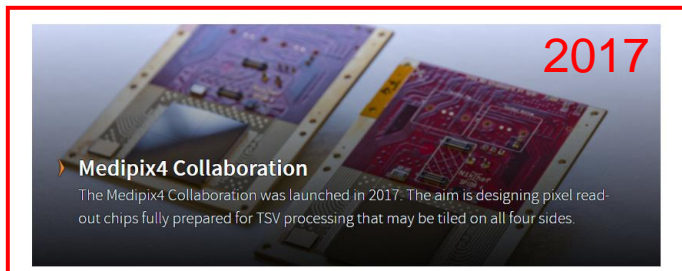 2017
Medipix4 Collaboration
The Medipix4 Collaboration was launched in 2017. The aim is designing pixel read-
out chips fully prepared for TSV processing that may be tiled on all four sides.